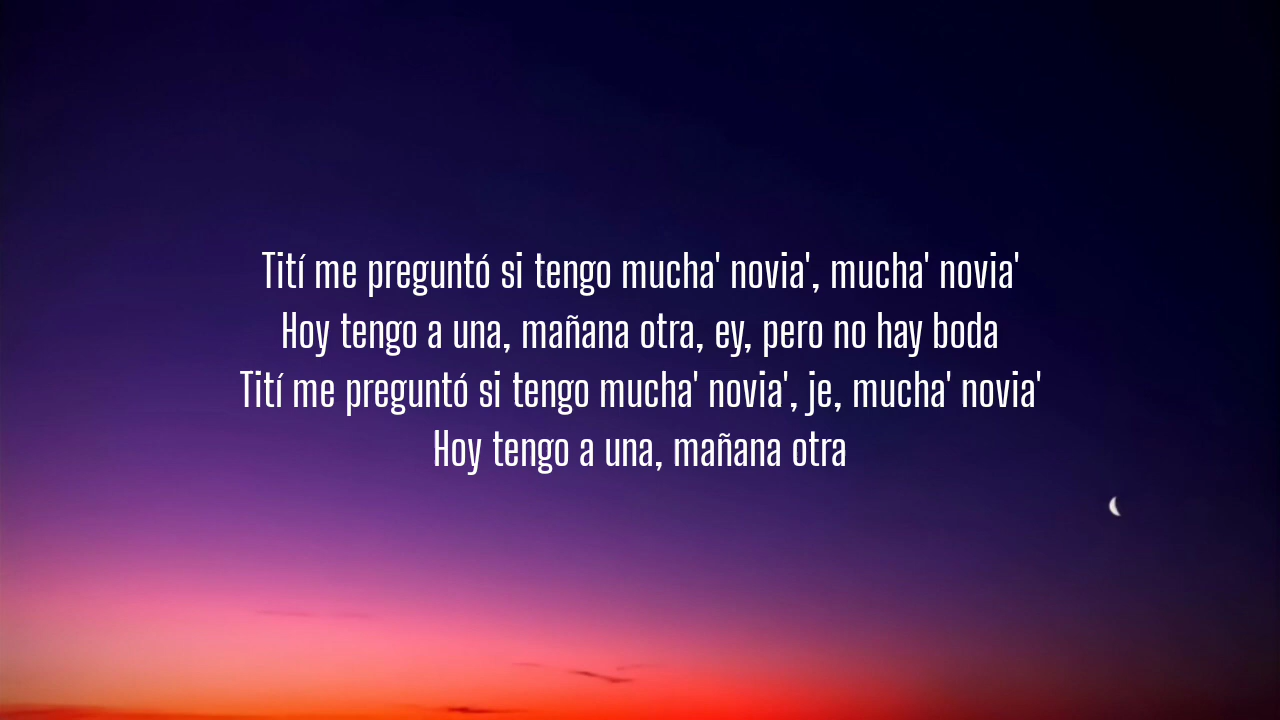 Tití me preguntó si tengo mucha' novia', mucha' novia'
Hoy tengo a una, mañana otra, ey, pero no hay boda
Tití me preguntó si tengo mucha' novia', je, mucha' novia'
Hoy tengo a una, mañana otra